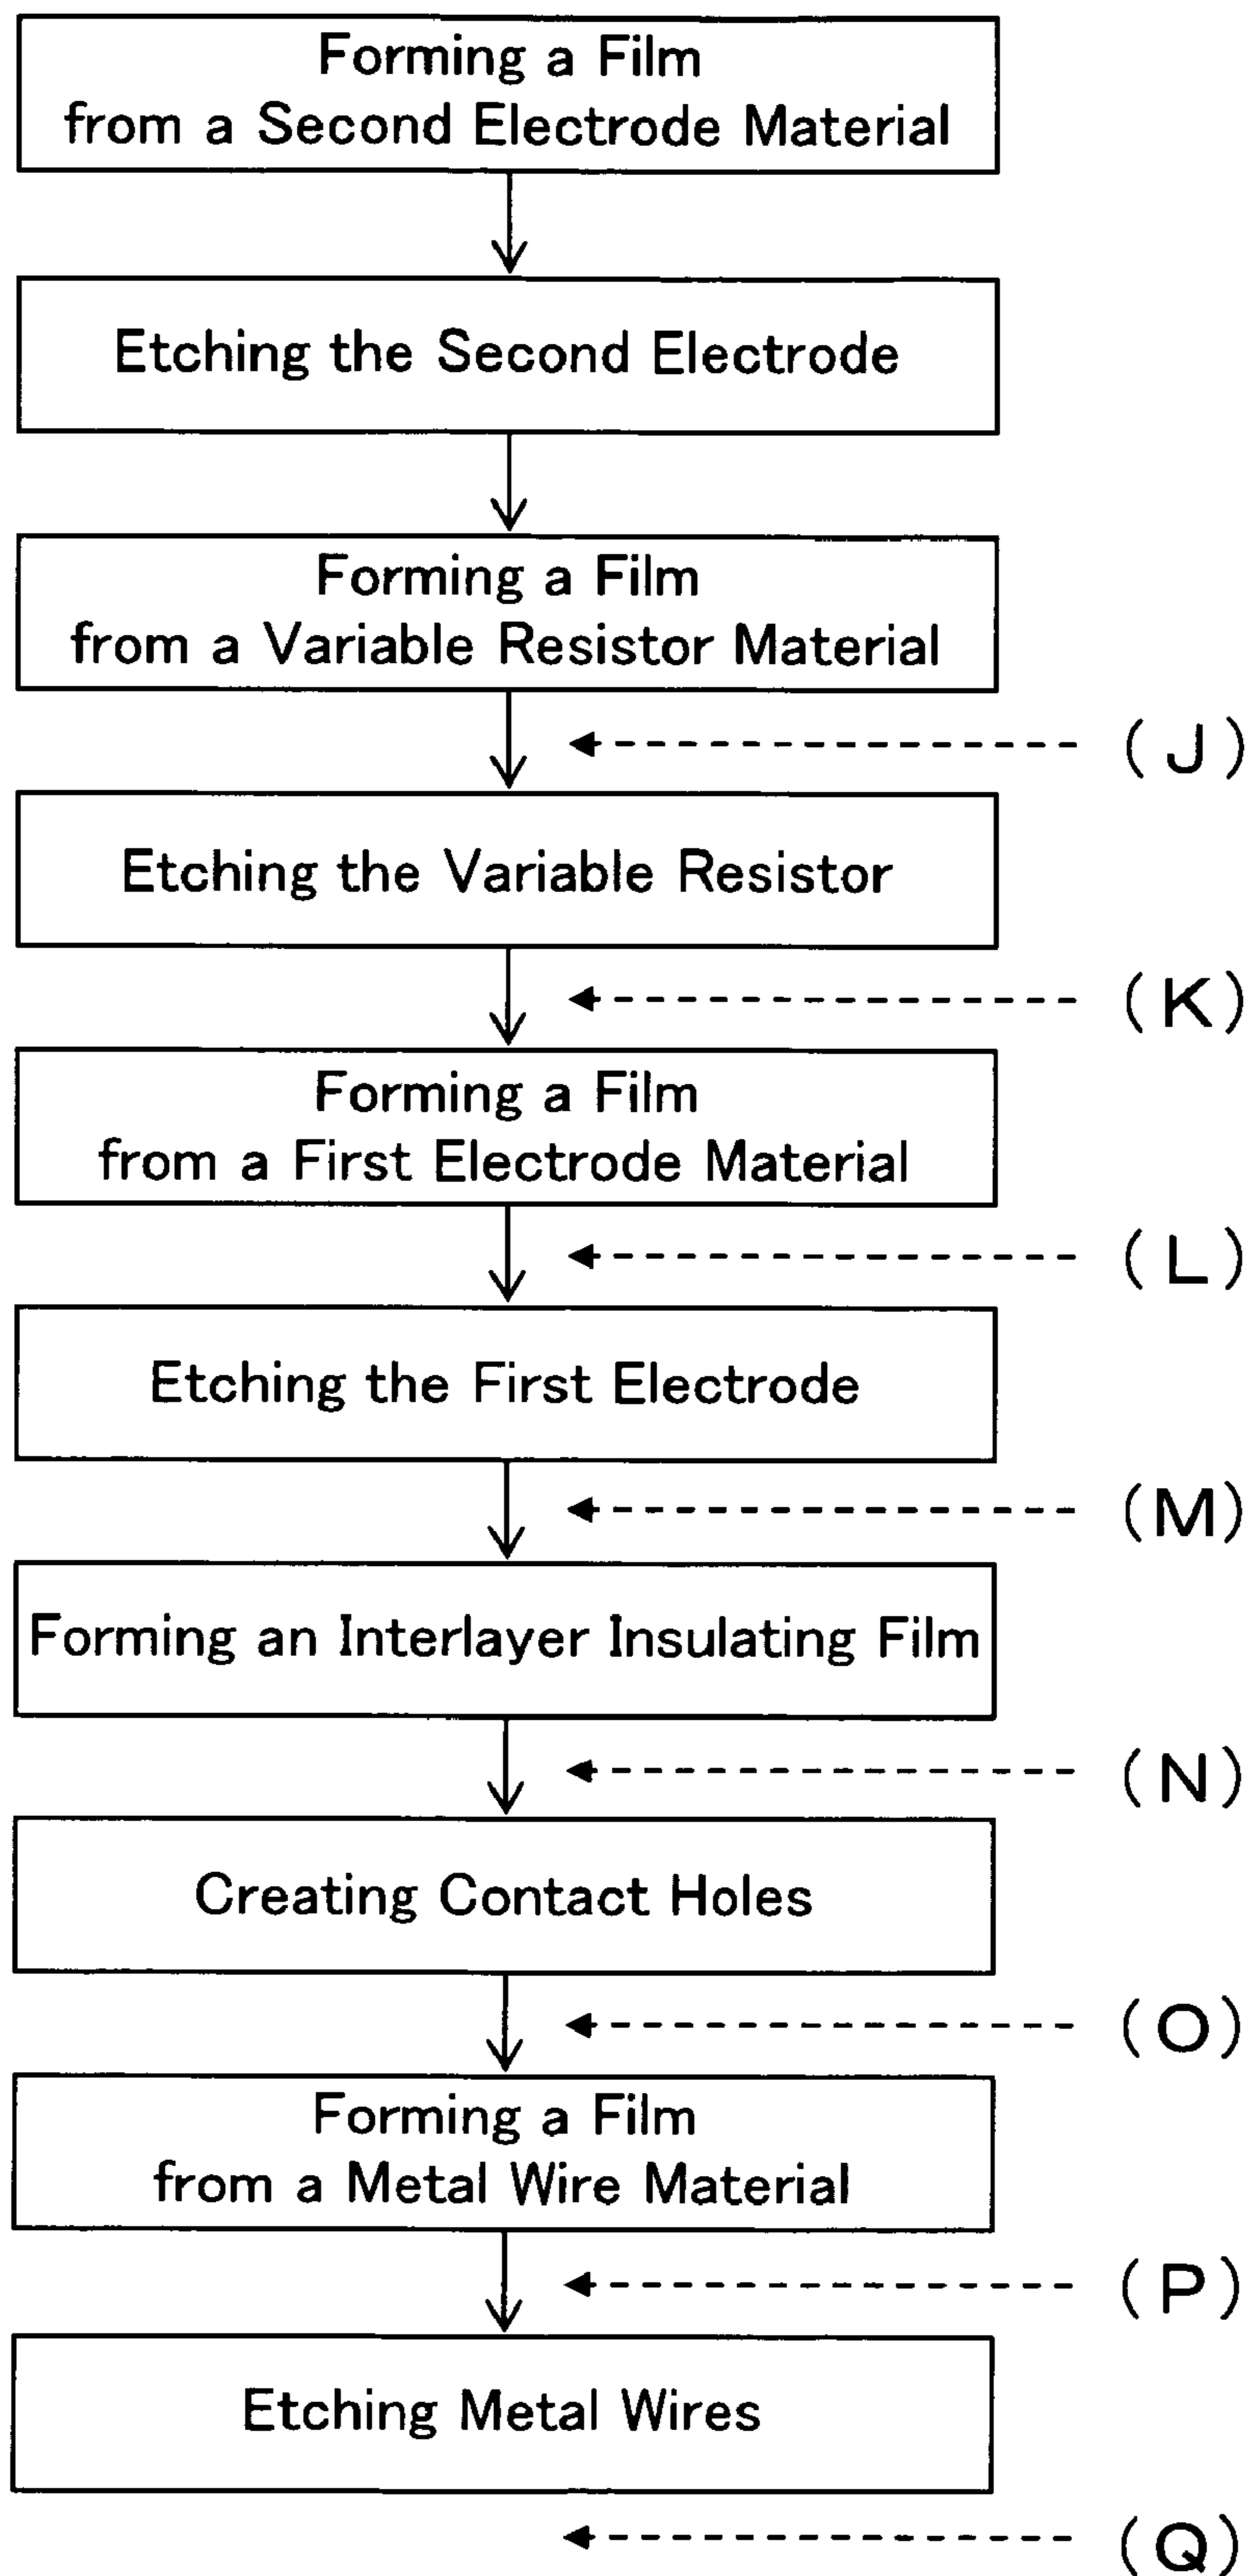 Forming a Film
from a Second Electrode Material
Etching the Second Electrode
Forming a Film
from a Variable Resistor Material
(J)
Etching the Variable Resistor
(K)
Forming a Film
from a First Electrode Material
(L)
Etching the First Electrode
(M)
Forming an Interlayer Insulating Film
(N)
Creating Contact Holes
(O)
Forming a Film
from a Metal Wire Material
(P)
Etching Metal Wires
(Q)